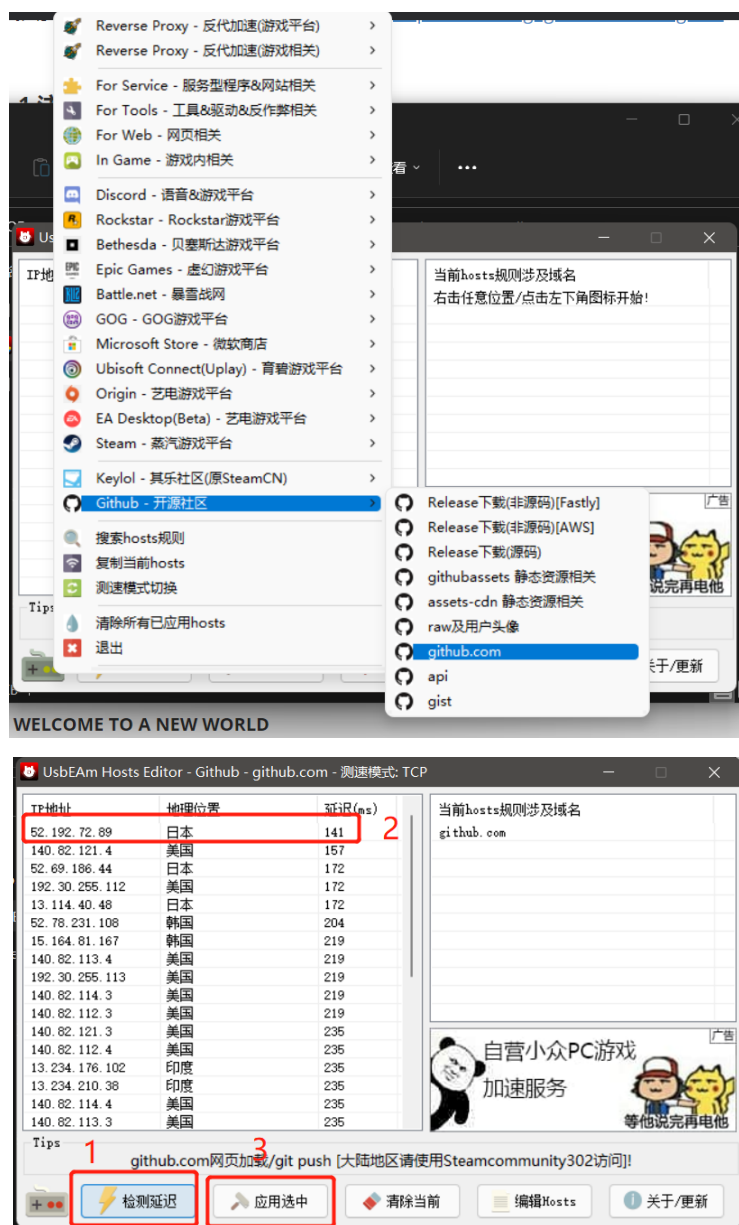 Reverse Proxy - 反代加速(游戏平台)
Reverse Proxy - 反代加速(游戏相关)
For Service - 服务型程序&网站相关
For Tools - 工具&驱动&反作弊相关
For Web - 网页相关
In Game - 游戏内相关
看
Discord - 语音&游戏平台
Rockstar - Rockstar游戏平台
Us
Bethesda - 贝塞斯达游戏平台
IP地
Epic Games - 虚幻游戏平台
当前hosts规则涉及域名
Battle.net - 暴雪战网
右击任意位置/点击左下角图标开始!
GOG - GOG游戏平台
Microsoft Store - 微软商店
Ubisoft Connect(Uplay) - 育碧游戏平台
Origin - 艺电游戏平台
EA Desktop(Beta) - 艺电游戏平台
Steam - 蒸汽游戏平台
Keylol - 其乐社区(原SteamCN)
Github - 开源社区
Release下载(非源码)[Fastly]
广告
Release下载(非源码)[AWS]
搜索hosts规则
Release下载(源码)
复制当前hosts
githubassets 静态资源相关
说完再电他
测速模式切换
assets-cdn 静态资源相关
Tips
清除所有已应用hosts
raw及用户头像
退出
github.com
关于/更新
api
gist
WELCOME TO A NEW WORLD
UsbEAm Hosts Editor - Github - github.com - 测速模式: TCP
IP地址 地理位置 延迟(ms)
当前hosts规则涉及域名
52.192.72.89 日本 141
2
github.com
140.82.121.4 美国 157
52.69.186.44 日本 172
192.30.255.112 美国 172
13.114.40.48 日本 172
52.78.231.108 韩国 204
15.164.81.167 韩国 219
140.82.113.4 美国 219
192.30.255.113 美国 219
140.82.114.3 美国 219
140.82.112.3 美国 219
140.82.121.3 美国 235
140.82.112.4 美国 235
13.234.176.102 印度 235
13.234.210.38 印度 235
140.82.114.4 美国 235
140.82.113.3 美国 235
广告
自营小众PC游戏
加速服务
等他说完再电他
Tips
1
3
github.com网页加载/git push [大陆地区请使用Steamcommunity302访问]!
检测延迟
应用选中
清除当前
编辑Hosts
关于/更新